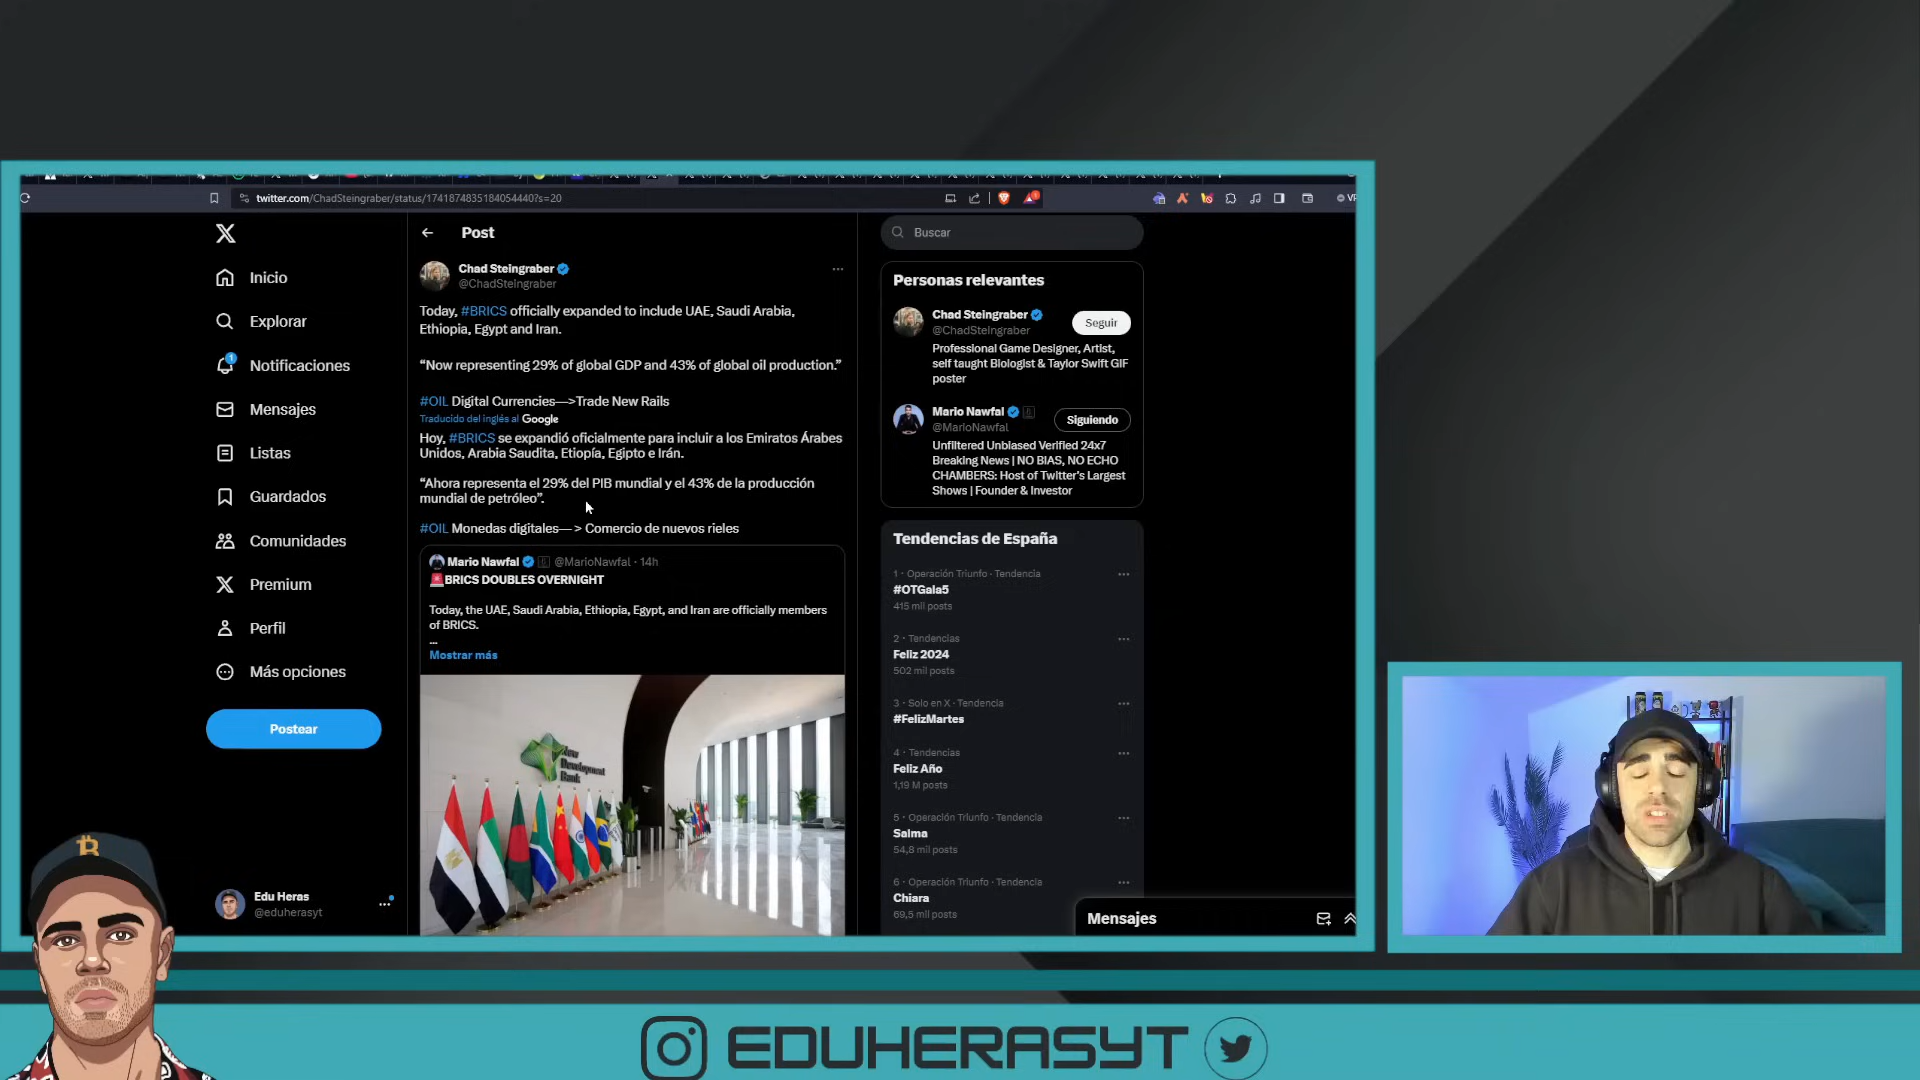 twitter.com/ChadSteingraber/status/1741874835184054440?s=20
Inicio
Explorar
1
Notificaciones
Mensajes
Listas
Guardados
Comunidades
Premium
Perfil
Más opciones
Postear
Edu Heras
@eduherasyt
Post
Chad Steingraber
@ChadSteingraber
Today, #BRICS officially expanded to include UAE, Saudi Arabia,
Ethiopia, Egypt and Iran.
“Now representing 29% of global GDP and 43% of global oil production.”
#OIL Digital Currencies—>Trade New Rails
Traducido del inglés al Google
Hoy, #BRICS se expandió oficialmente para incluir a los Emiratos Árabes
Unidos, Arabia Saudita, Etiopía, Egipto e Irán.
“Ahora representa el 29% del PIB mundial y el 43% de la producción
mundial de petróleo”.
#OIL Monedas digitales— > Comercio de nuevos rieles
Mario Nawfal @MarioNawfal · 14h
🚨BRICS DOUBLES OVERNIGHT
Today, the UAE, Saudi Arabia, Ethiopia, Egypt, and Iran are officially members
of BRICS.
...
Mostrar más
New
Development
Bank
Buscar
Personas relevantes
Chad Steingraber
@ChadSteingraber
Seguir
Professional Game Designer, Artist,
self taught Biologist & Taylor Swift GIF
poster
Mario Nawfal
@MarioNawfal
Siguiendo
Unfiltered Unbiased Verified 24x7
Breaking News | NO BIAS, NO ECHO
CHAMBERS: Host of Twitter’s Largest
Shows | Founder & Investor
Tendencias de España
1 · Operación Triunfo · Tendencia
#OTGala5
415 mil posts
2 · Tendencias
Feliz 2024
502 mil posts
3 · Solo en X · Tendencia
#FelizMartes
4 · Tendencias
Feliz Año
1,19 M posts
5 · Operación Triunfo · Tendencia
Salma
54,8 mil posts
6 · Operación Triunfo · Tendencia
Chiara
69,5 mil posts
Mensajes
EDUHERASYT